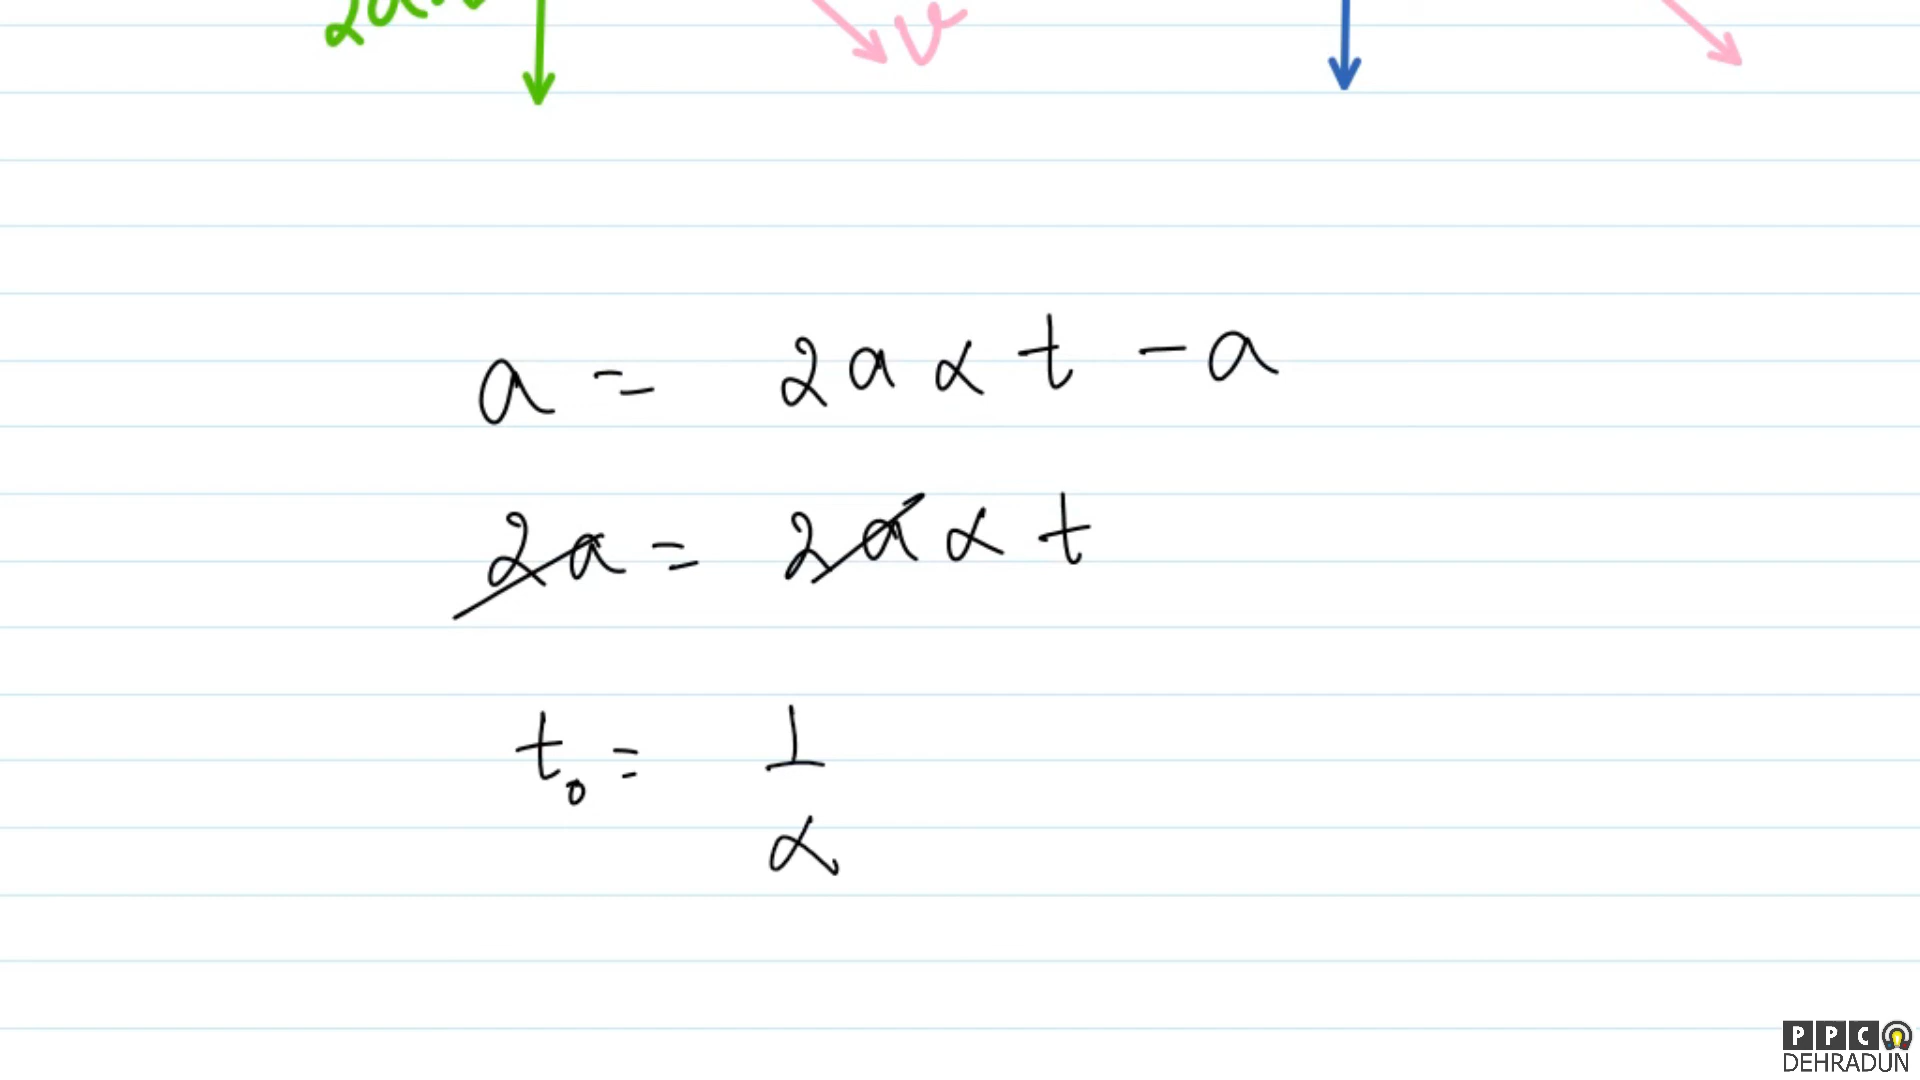 v
a = 2aαt - a
2a = 2aαt
t₀ = 1/α
PPC
DEHRADUN